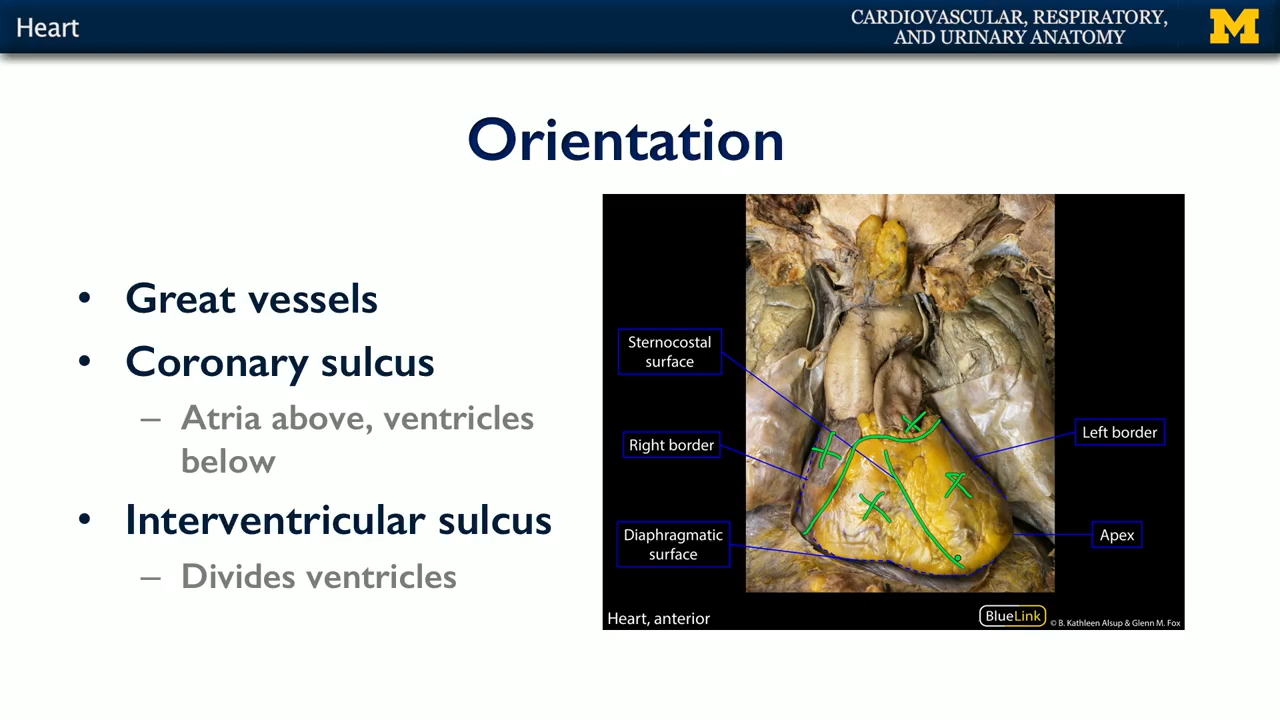 Heart
CARDIOVASCULAR, RESPIRATORY,
AND URINARY ANATOMY
M
Orientation
• Great vessels
• Coronary sulcus
– Atria above, ventricles
below
• Interventricular sulcus
– Divides ventricles
Sternocostal
surface
Right border
Diaphragmatic
surface
Left border
Apex
Heart, anterior
BlueLink
© B. Kathleen Alsup & Glenn M. Fox